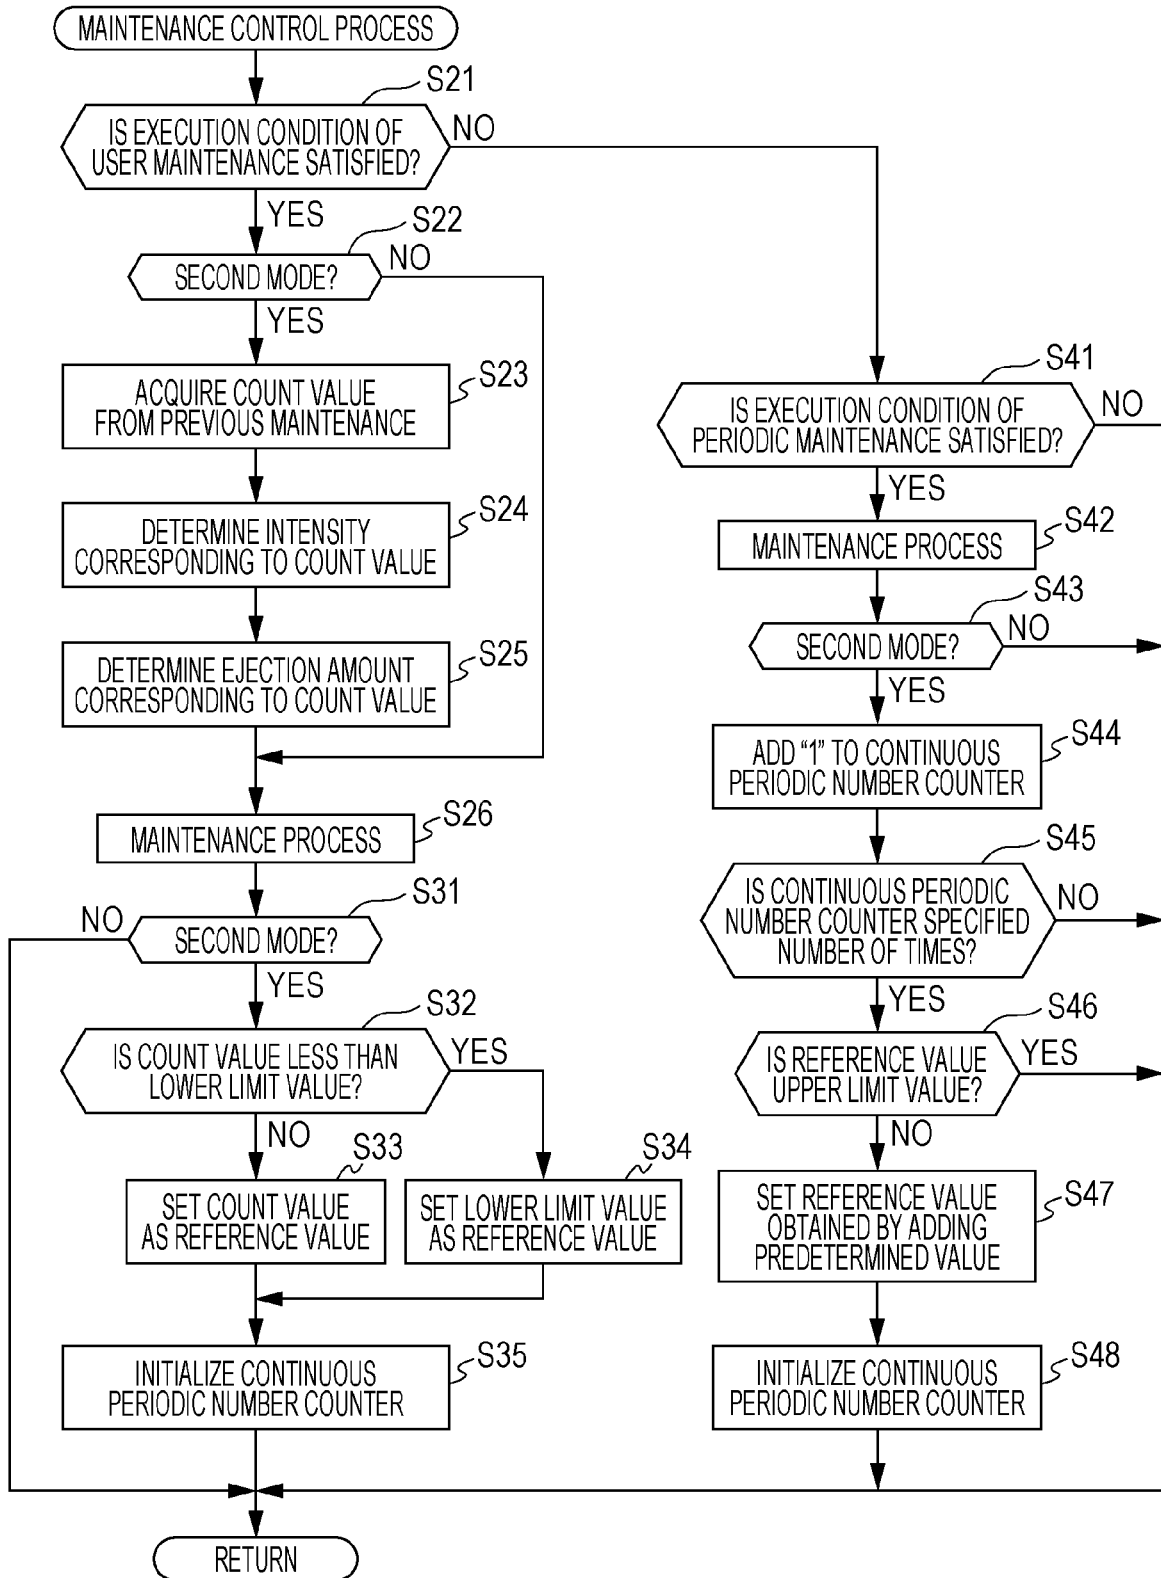 MAINTENANCE CONTROL PROCESS
S21
IS EXECUTION CONDITION OF
USER MAINTENANCE SATISFIED?
NO
YES
S22
SECOND MODE?
NO
YES
S23
ACQUIRE COUNT VALUE
FROM PREVIOUS MAINTENANCE
S24
DETERMINE INTENSITY
CORRESPONDING TO COUNT VALUE
S25
DETERMINE EJECTION AMOUNT
CORRESPONDING TO COUNT VALUE
S26
MAINTENANCE PROCESS
S31
NO
SECOND MODE?
YES
S32
IS COUNT VALUE LESS THAN
LOWER LIMIT VALUE?
YES
NO
S33
SET COUNT VALUE
AS REFERENCE VALUE
S34
SET LOWER LIMIT VALUE
AS REFERENCE VALUE
S35
INITIALIZE CONTINUOUS
PERIODIC NUMBER COUNTER
RETURN
S41
IS EXECUTION CONDITION OF
PERIODIC MAINTENANCE SATISFIED?
NO
YES
S42
MAINTENANCE PROCESS
S43
SECOND MODE?
NO
YES
S44
ADD “1” TO CONTINUOUS
PERIODIC NUMBER COUNTER
S45
IS CONTINUOUS PERIODIC
NUMBER COUNTER SPECIFIED
NUMBER OF TIMES?
NO
YES
S46
IS REFERENCE VALUE
UPPER LIMIT VALUE?
YES
NO
S47
SET REFERENCE VALUE
OBTAINED BY ADDING
PREDETERMINED VALUE
S48
INITIALIZE CONTINUOUS
PERIODIC NUMBER COUNTER